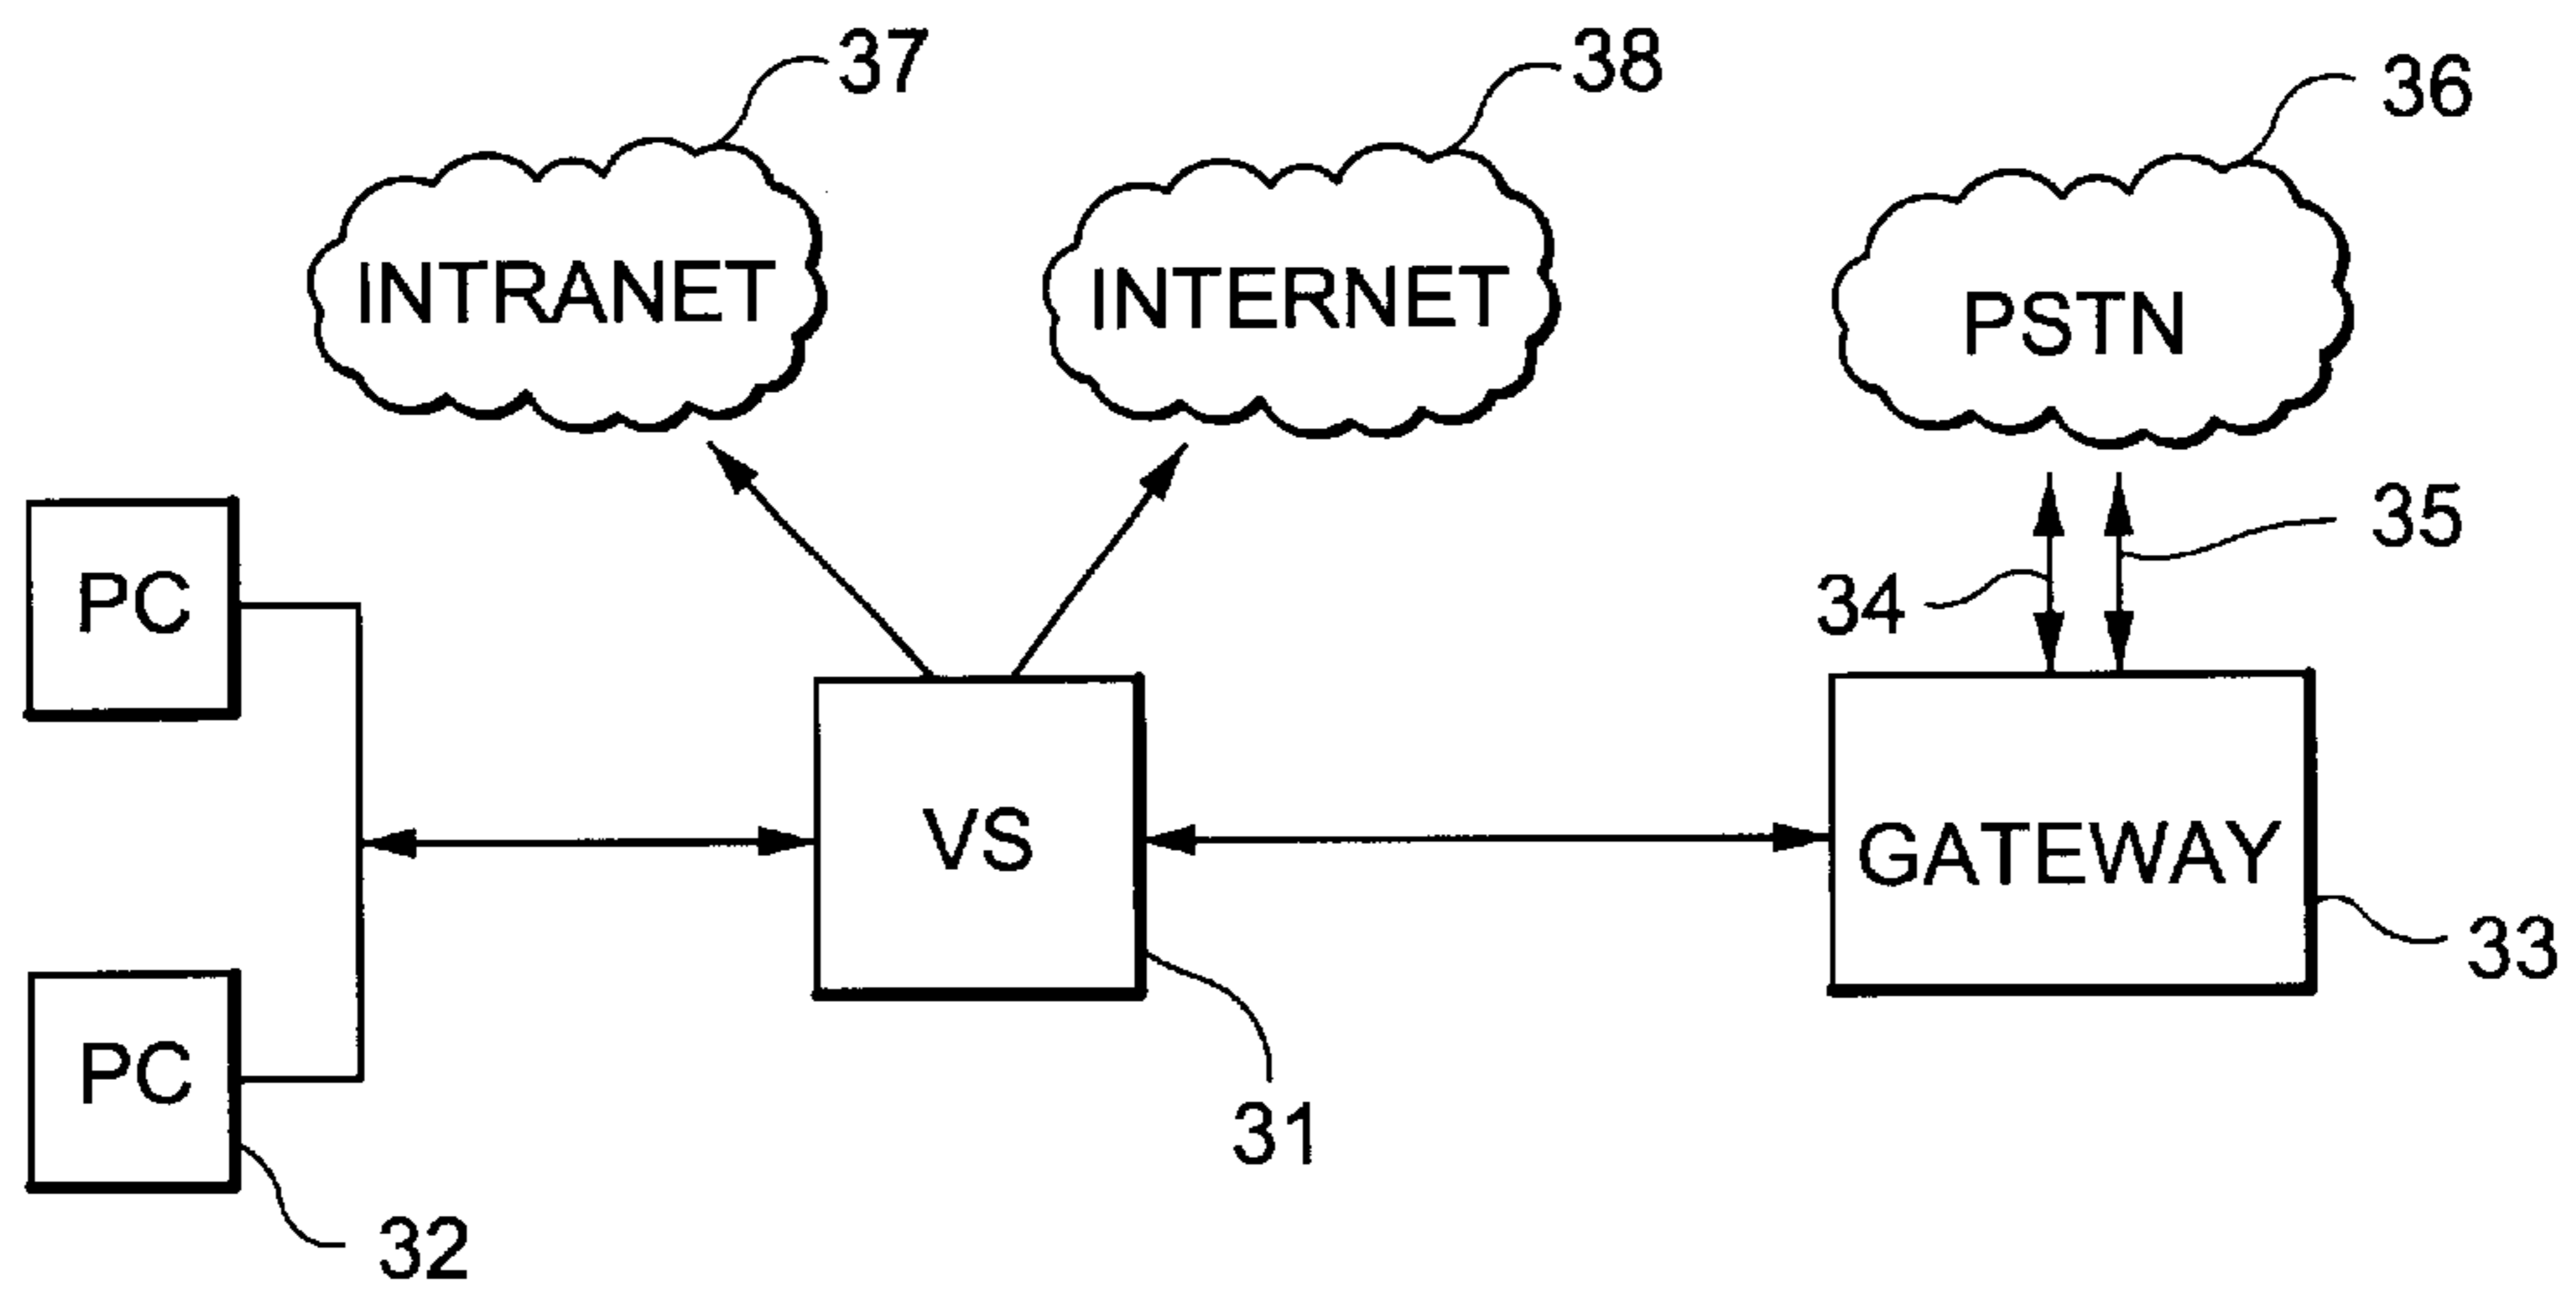 37
38
36
INTRANET
INTERNET
PSTN
35
34
PC
VS
GATEWAY
33
PC
31
32